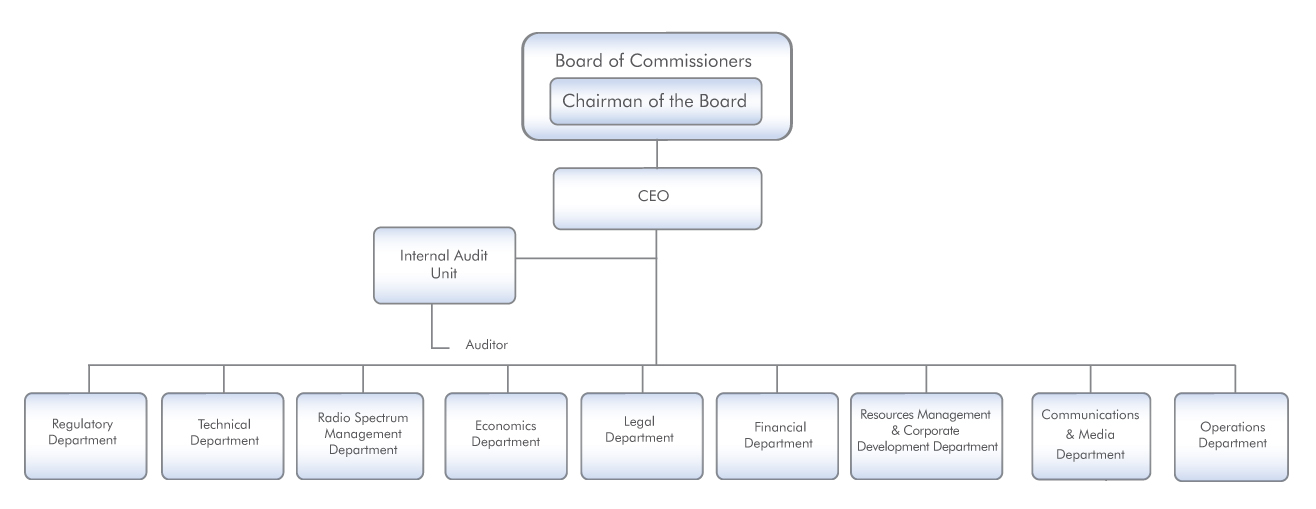 Board of Commissioners
Chairman of the Board
CEO
Internal Audit
Unit
Auditor
Regulatory
Department
Technical
Department
Radio Spectrum
Management
Department
Economics
Department
Legal
Department
Financial
Department
Resources Management
& Corporate
Development Department
Communications
& Media
Department
Operations
Department